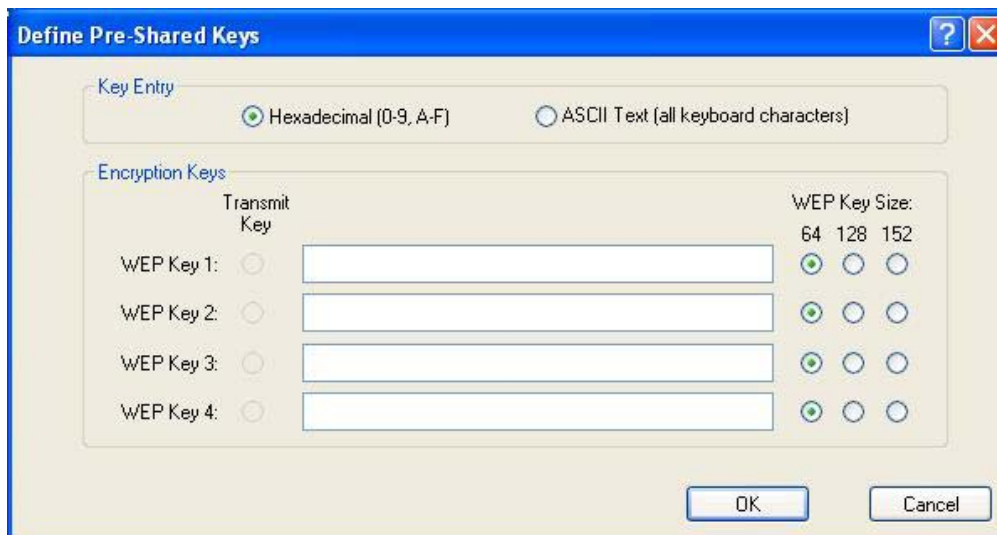 Define Pre-Shared Keys
Key Entry
Hexadecimal (0-9, A-F) ASCII Text (all keyboard characters)
Encryption Keys
Transmit Key
WEP Key Size:
64 128 152
WEP Key 1:
WEP Key 2:
WEP Key 3:
WEP Key 4:
OK Cancel